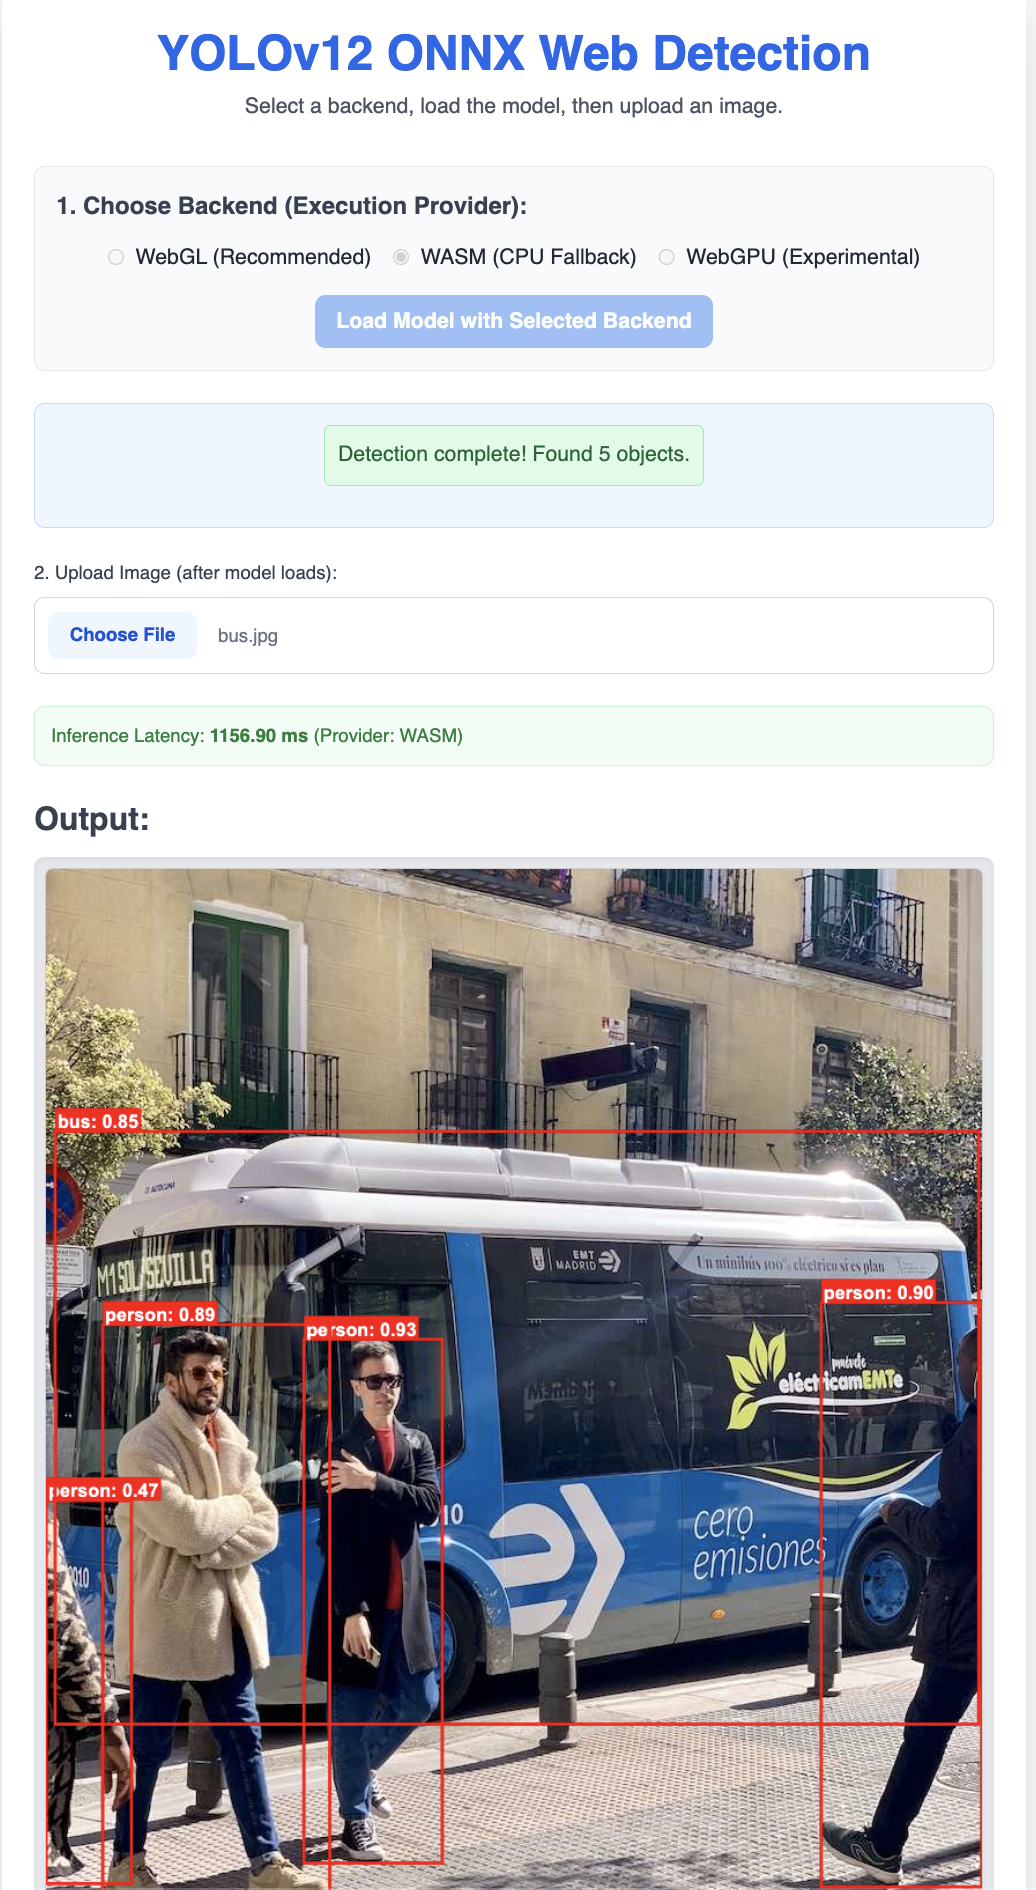 YOLOv12 ONNX Web Detection
Select a backend, load the model, then upload an image.
1. Choose Backend (Execution Provider):
WebGL (Recommended) WASM (CPU Fallback) WebGPU (Experimental)
Load Model with Selected Backend
Detection complete! Found 5 objects.
2. Upload Image (after model loads):
Choose File bus.jpg
Inference Latency: 1156.90 ms (Provider: WASM)
Output:
bus: 0.85
EMT
MADRID
Un minibús 100% eléctrico sí es plan
M1 SOL/SEVILLA
person: 0.89
person: 0.93
person: 0.90
muévete
eléctricamEMTe
person: 0.47
10
cero
emisiones
0010